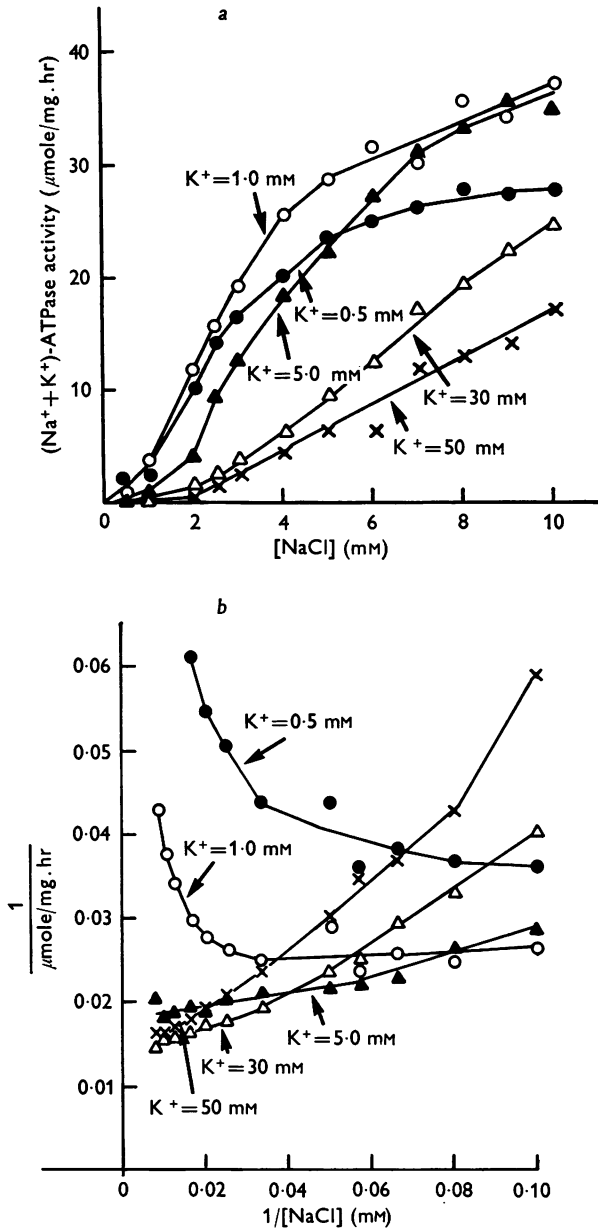 a
40
30
20
10
0
(Na⁺+K⁺)-ATPase activity (μmole/mg.hr)
K⁺=1·0 mM
K⁺=0·5 mM
K⁺=5·0 mM
K⁺=30 mM
K⁺=50 mM
0 2 4 6 8 10
[NaCl] (mM)
b
0·06
0·05
0·04
0·03
0·02
0·01
1
μmole/mg.hr
K⁺=0·5 mM
K⁺=1·0 mM
K⁺=5·0 mM
K⁺=30 mM
K⁺=50 mM
0 0·02 0·04 0·06 0·08 0·10
1/[NaCl] (mM)